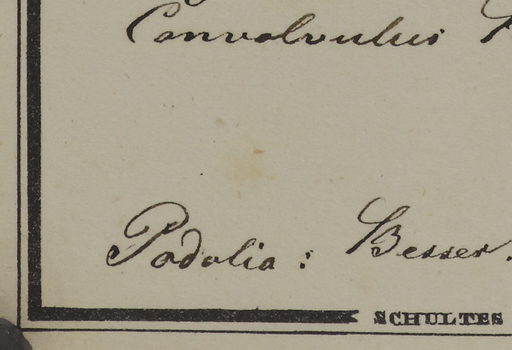 Convolvulus
Podolia: Besser.
SCHULTES